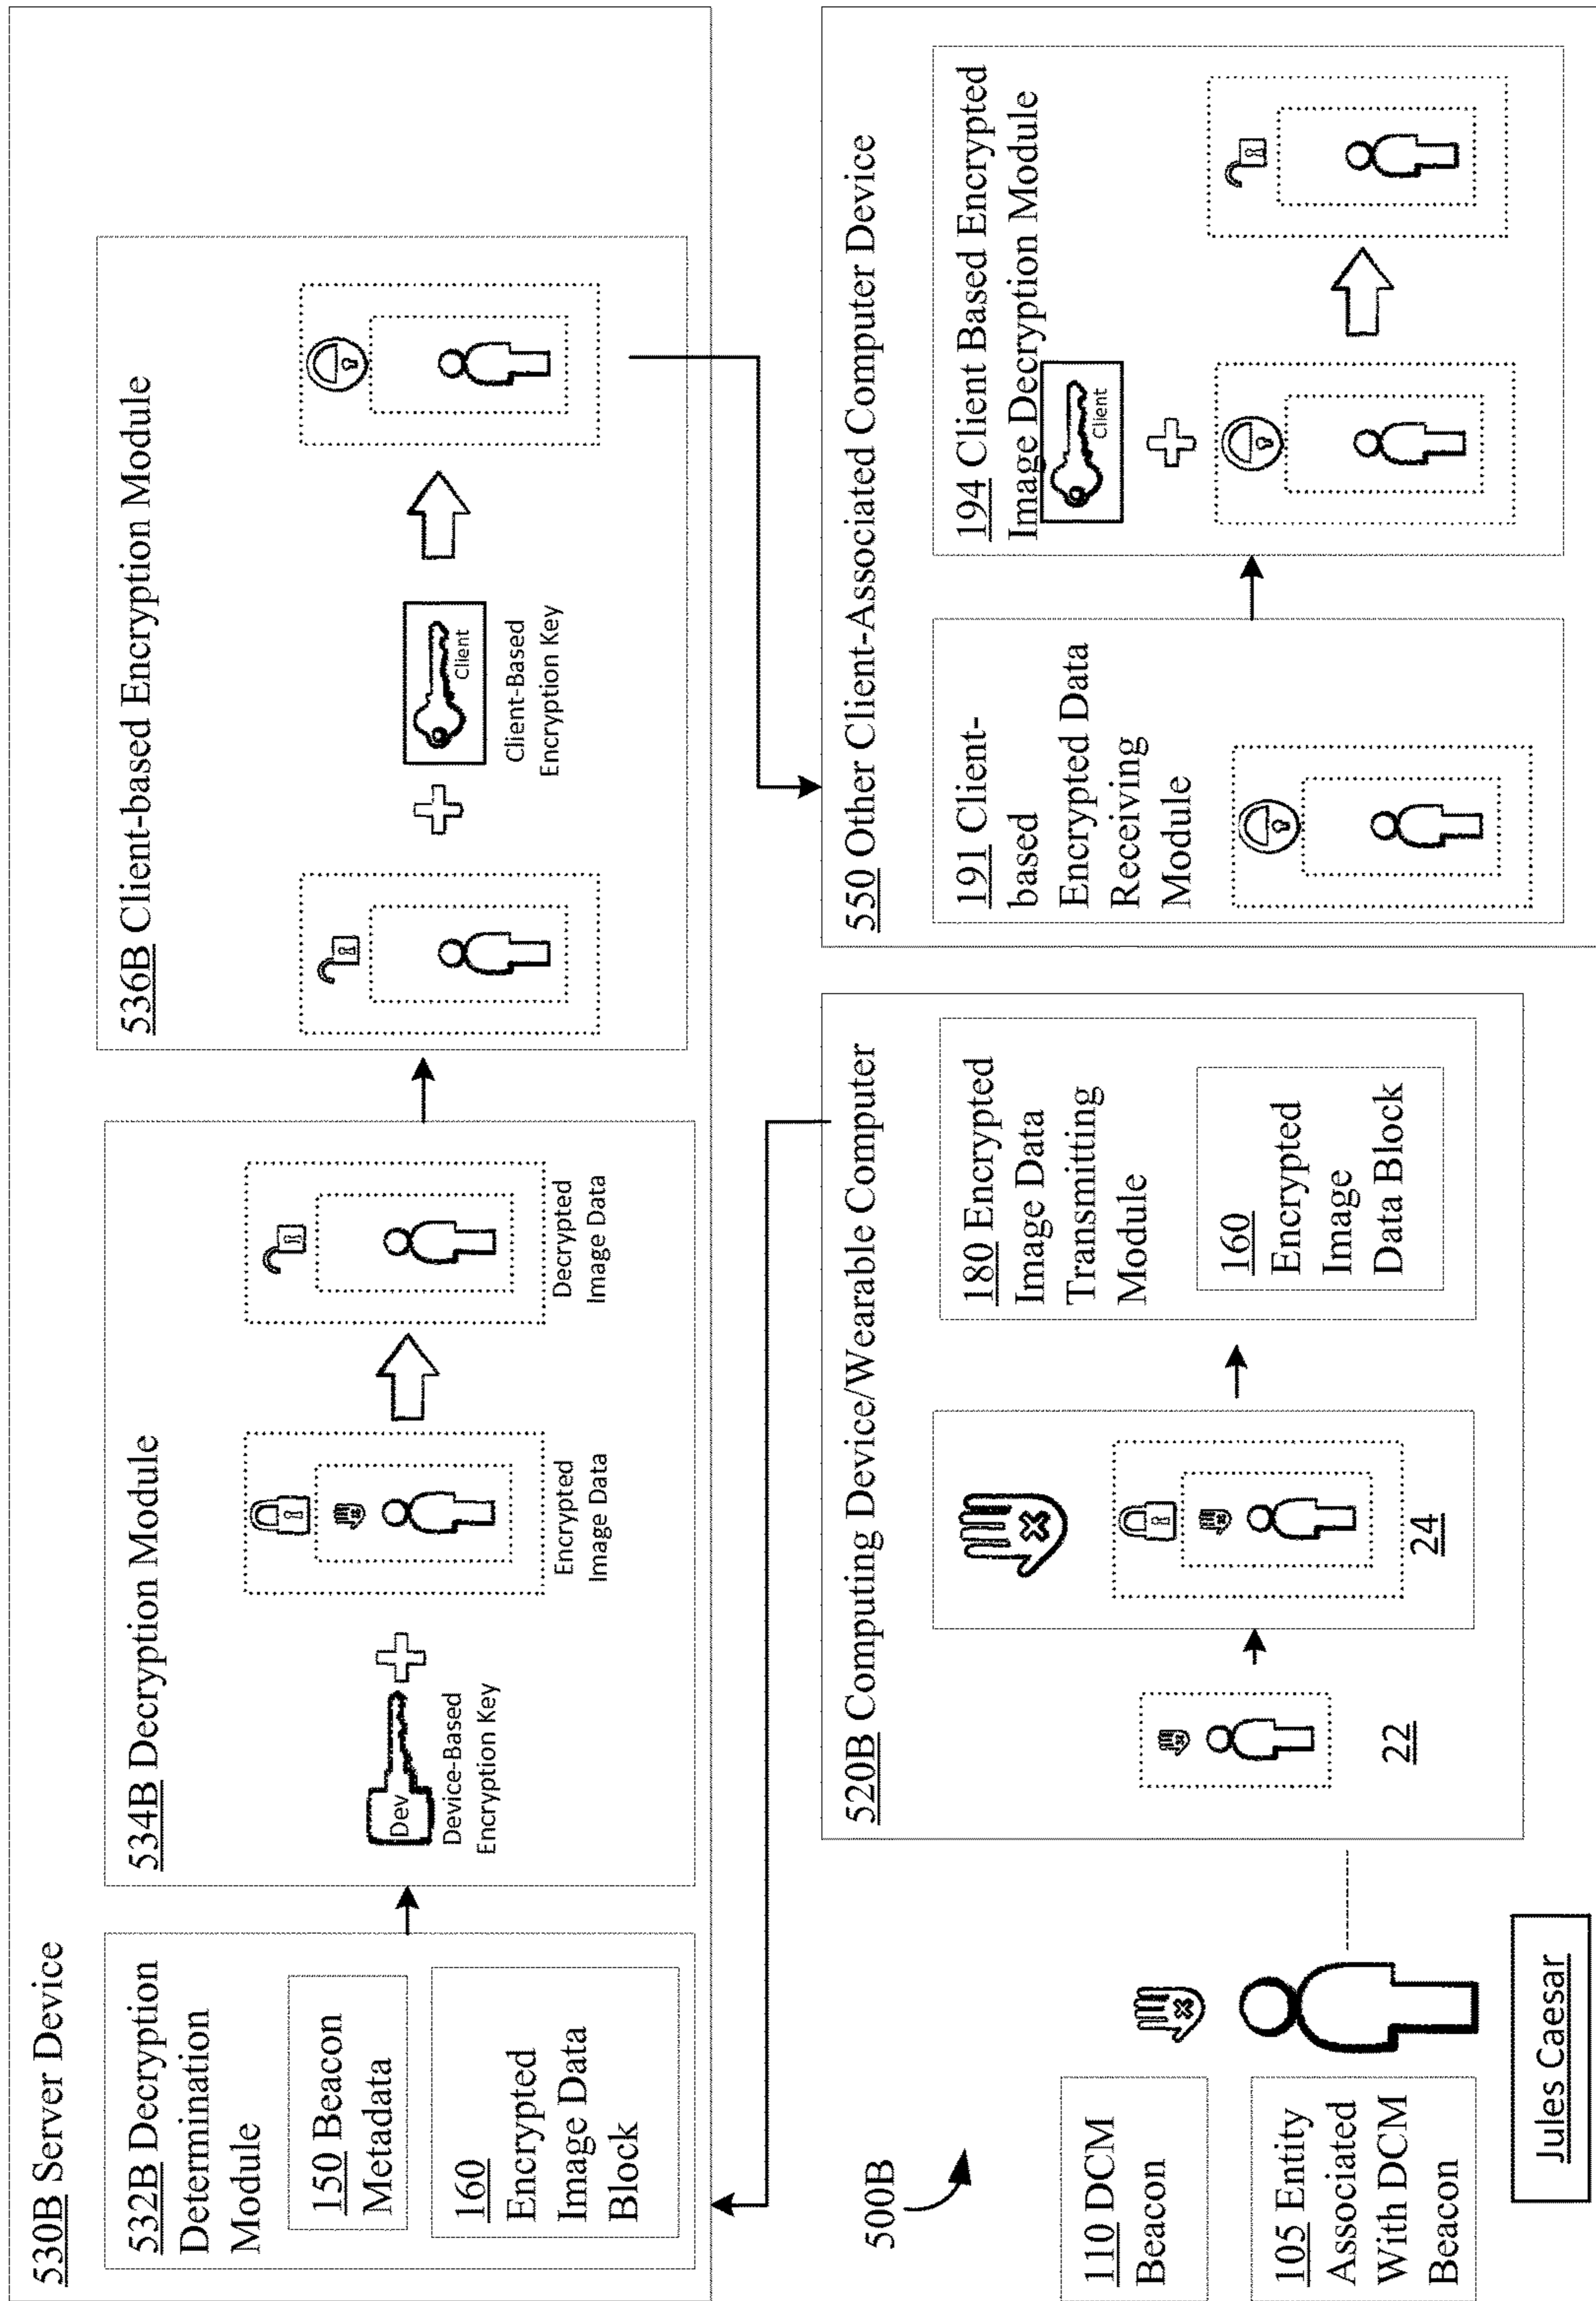 530B Server Device
532B Decryption
Determination
Module
150 Beacon
Metadata
160
Encrypted
Image Data
Block
534B Decryption Module
Dev
Device-Based
Encryption Key
Encrypted
Image Data
Decrypted
Image Data
536B Client-based Encryption Module
Client
Client-Based
Encryption Key
500B
110 DCM
Beacon
105 Entity
Associated
With DCM
Beacon
Jules Caesar
520B Computing Device/Wearable Computer
22
24
180 Encrypted
Image Data
Transmitting
Module
160
Encrypted
Image
Data Block
550 Other Client-Associated Computer Device
191 Client-
based
Encrypted Data
Receiving
Module
194 Client Based Encrypted
Image Decryption Module
Client